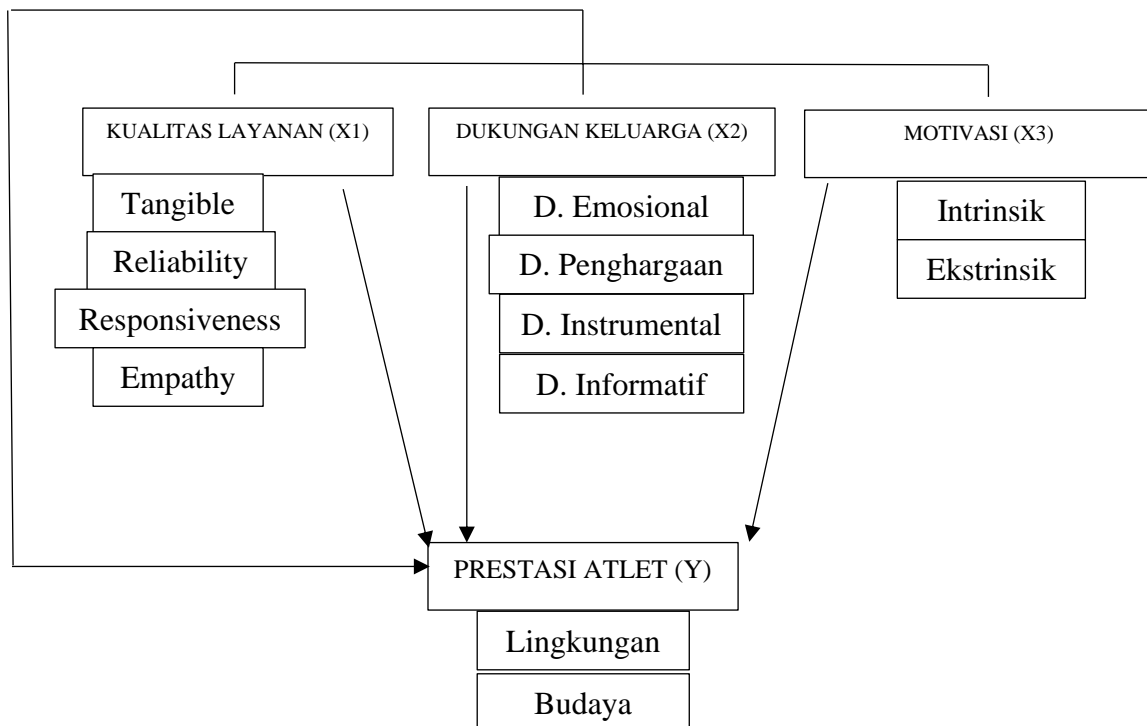 KUALITAS LAYANAN (X1)
Tangible
Reliability
Responsiveness
Empathy
DUKUNGAN KELUARGA (X2)
D. Emosional
D. Penghargaan
D. Instrumental
D. Informatif
MOTIVASI (X3)
Intrinsik
Ekstrinsik
PRESTASI ATLET (Y)
Lingkungan
Budaya